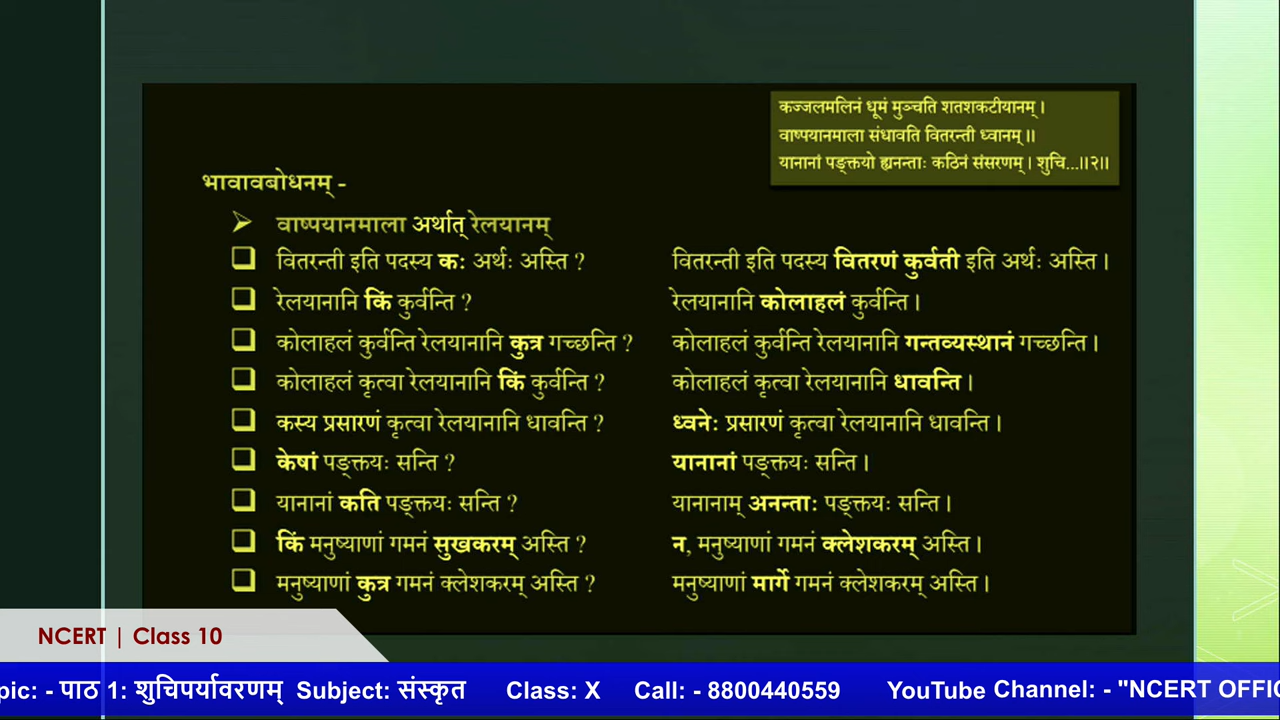 कज्जलमलिनं धूमं मुञ्चति शतशकटीयानम् ।
वाष्पयानमाला संधावति वितरन्ती ध्वानम् ॥
यानानां पङ्क्तयो ह्यनन्ताः कठिनं संसरणम् । शुचि...॥२॥
भावावबोधनम् -
वाष्पयानमाला अर्थात् रेलयानम्
वितरन्ती इति पदस्य कः अर्थः अस्ति ? वितरन्ती इति पदस्य वितरणं कुर्वती इति अर्थः अस्ति ।
रेलयानानि किं कुर्वन्ति ? रेलयानानि कोलाहलं कुर्वन्ति ।
कोलाहलं कुर्वन्ति रेलयानानि कुत्र गच्छन्ति ? कोलाहलं कुर्वन्ति रेलयानानि गन्तव्यस्थानं गच्छन्ति ।
कोलाहलं कृत्वा रेलयानानि किं कुर्वन्ति ? कोलाहलं कृत्वा रेलयानानि धावन्ति ।
कस्य प्रसारणं कृत्वा रेलयानानि धावन्ति ? ध्वनेः प्रसारणं कृत्वा रेलयानानि धावन्ति ।
केषां पङ्क्तयः सन्ति ? यानानां पङ्क्तयः सन्ति ।
यानानां कति पङ्क्तयः सन्ति ? यानानाम् अनन्ताः पङ्क्तयः सन्ति ।
किं मनुष्याणां गमनं सुखकरम् अस्ति ? न, मनुष्याणां गमनं क्लेशकरम् अस्ति ।
मनुष्याणां कुत्र गमनं क्लेशकरम् अस्ति ? मनुष्याणां मार्गे गमनं क्लेशकरम् अस्ति ।
NCERT | Class 10
pic: - पाठ 1: शुचिपर्यावरणम् Subject: संस्कृत Class: X Call: - 8800440559 YouTube Channel: - "NCERT OFFIC